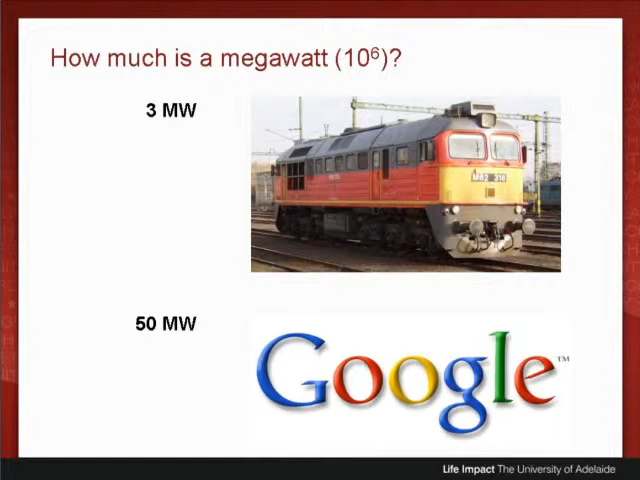 How much is a megawatt (10⁶)?
3 MW
M62 316
50 MW
Google™
Life Impact The University of Adelaide